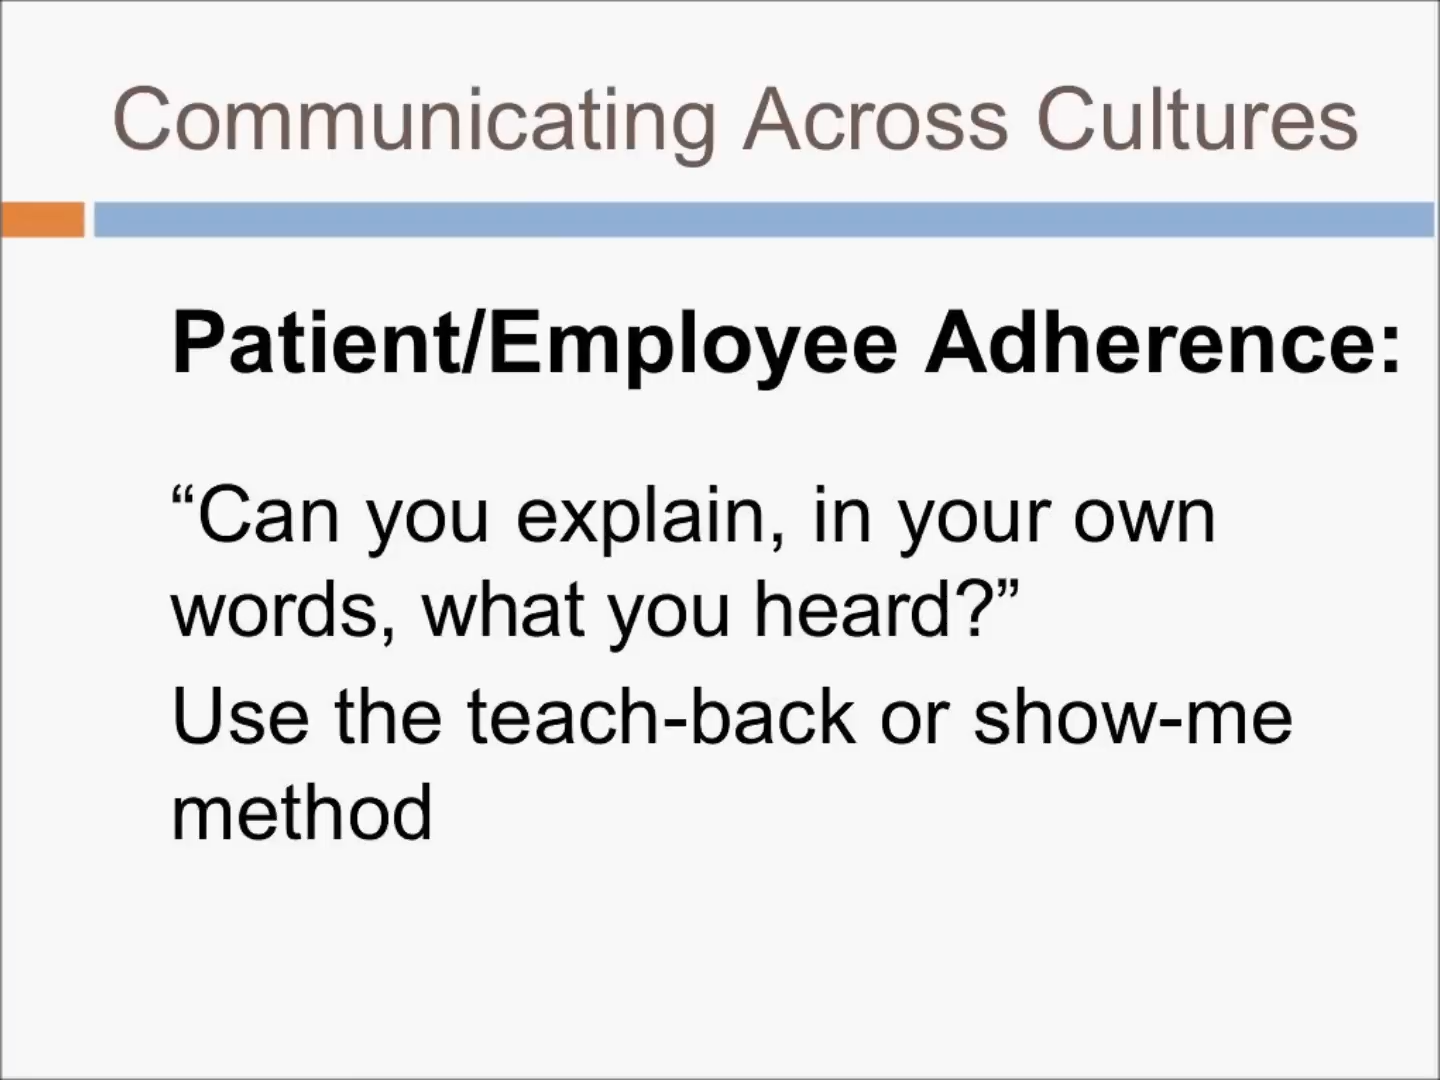 Communicating Across Cultures
Patient/Employee Adherence:
“Can you explain, in your own
words, what you heard?”
Use the teach-back or show-me
method